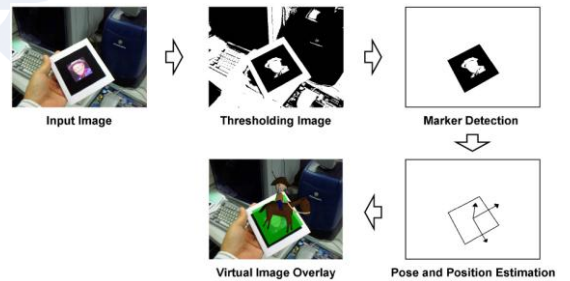 Input Image
Thresholding Image
Marker Detection
Virtual Image Overlay
Pose and Position Estimation